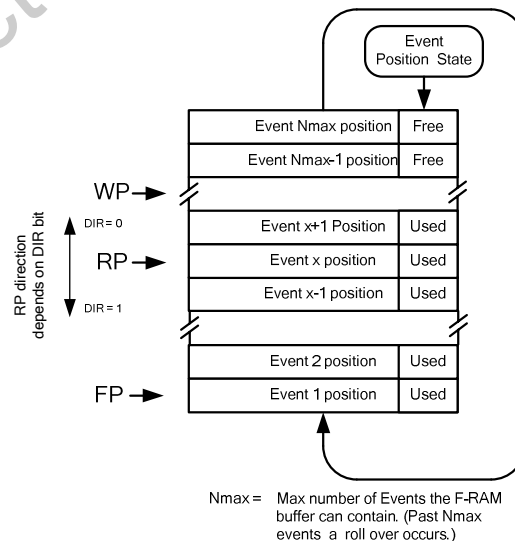 Event
Position State
Event Nmax position Free
Event Nmax-1 position Free
WP
DIR = 0
Event x+1 Position Used
RP direction
depends on DIR bit
RP
Event x position Used
Event x-1 position Used
DIR = 1
Event 2 position Used
FP
Event 1 position Used
Nmax = Max number of Events the F-RAM
buffer can contain. (Past Nmax
events a roll over occurs.)